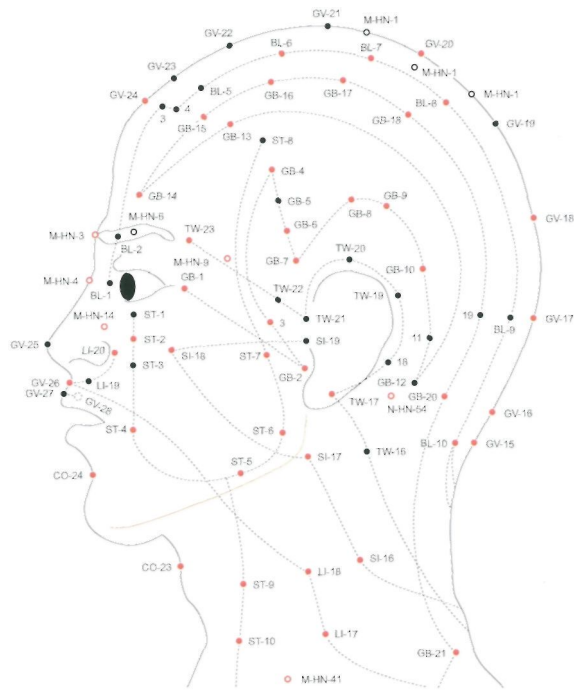 GV-21
M-HN-1
GV-22
BL-6
BL-7
GV-20
GV-23
M-HN-1
GV-24
BL-5
M-HN-1
BL-8
3
4
GB-16
GB-17
GB-15
GB-13
GB-18
GV-19
ST-8
GB-4
GB-14
GB-5
GB-9
M-HN-6
GB-8
GV-18
M-HN-3
TW-23
GB-6
BL-2
M-HN-9
GB-7
TW-20
GB-10
M-HN-4
GB-1
BL-1
TW-22
TW-19
M-HN-14
ST-1
3
TW-21
19
BL-9
GV-17
GV-25
ST-2
SI-19
11
LI-20
SI-18
ST-7
ST-3
18
GV-26
GB-2
GB-12
GB-20
LI-19
GV-27
GV-28
TW-17
N-HN-54
GV-16
ST-4
ST-6
BL-10
GV-15
TW-16
SI-17
ST-5
CO-24
SI-16
CO-23
LI-18
ST-9
LI-17
ST-10
GB-21
M-HN-41